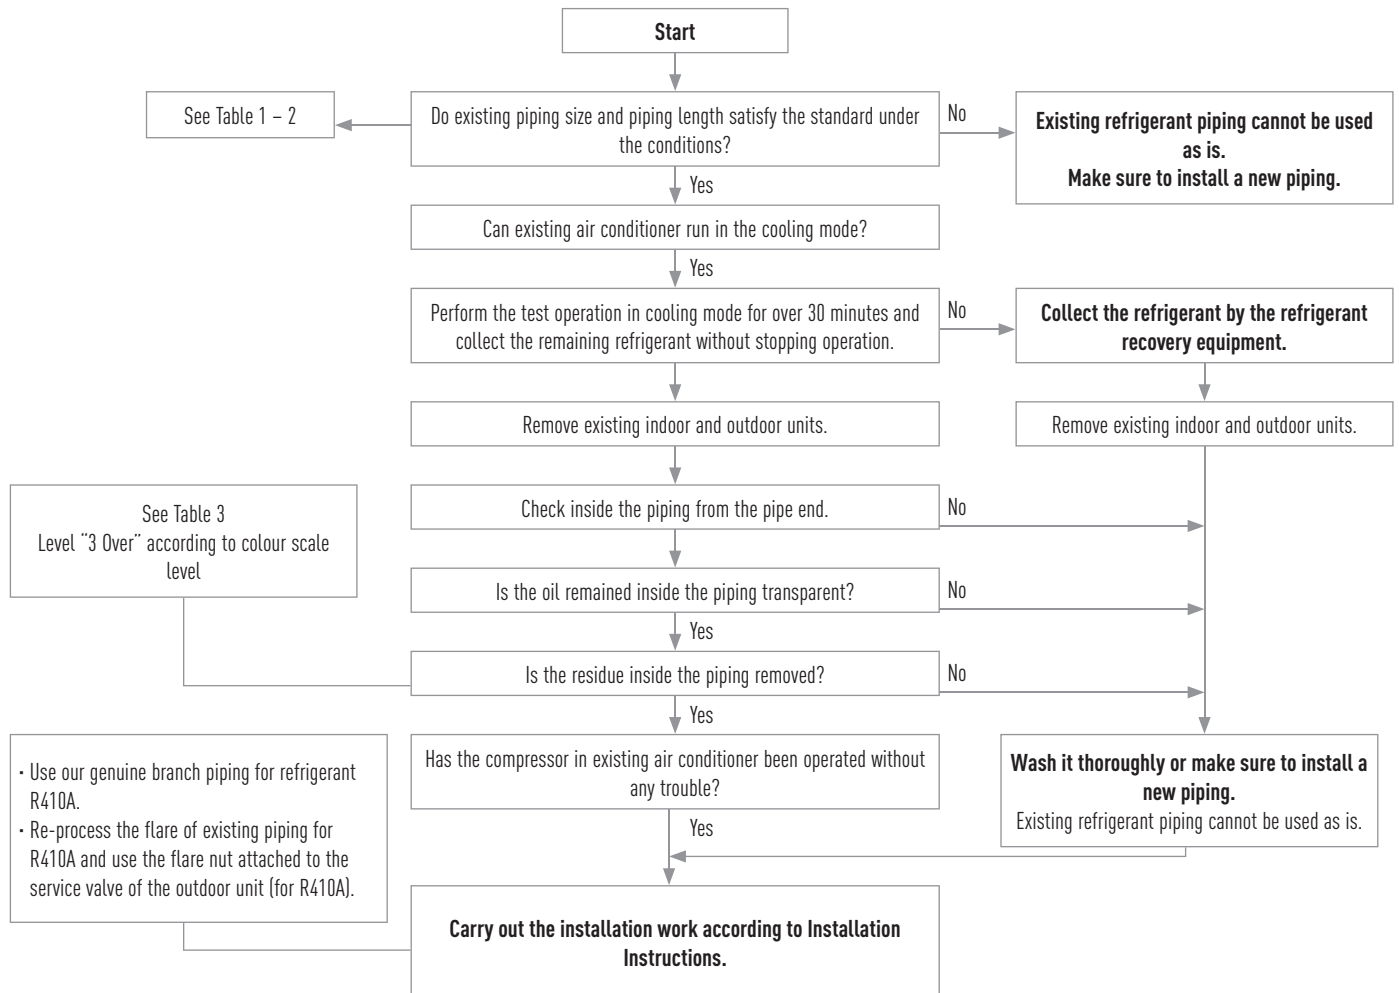 Start
See Table 1 – 2
Do existing piping size and piping length satisfy the standard under
the conditions?
No
Existing refrigerant piping cannot be used
as is.
Make sure to install a new piping.
Yes
Can existing air conditioner run in the cooling mode?
Yes
Perform the test operation in cooling mode for over 30 minutes and
collect the remaining refrigerant without stopping operation.
No
Collect the refrigerant by the refrigerant
recovery equipment.
Remove existing indoor and outdoor units.
Remove existing indoor and outdoor units.
See Table 3
Level "3 Over" according to colour scale
level
Check inside the piping from the pipe end.
No
Is the oil remained inside the piping transparent?
No
Yes
Is the residue inside the piping removed?
No
Yes
· Use our genuine branch piping for refrigerant
R410A.
· Re-process the flare of existing piping for
R410A and use the flare nut attached to the
service valve of the outdoor unit (for R410A).
Has the compressor in existing air conditioner been operated without
any trouble?
Wash it thoroughly or make sure to install a
new piping.
Existing refrigerant piping cannot be used as is.
Yes
Carry out the installation work according to Installation
Instructions.